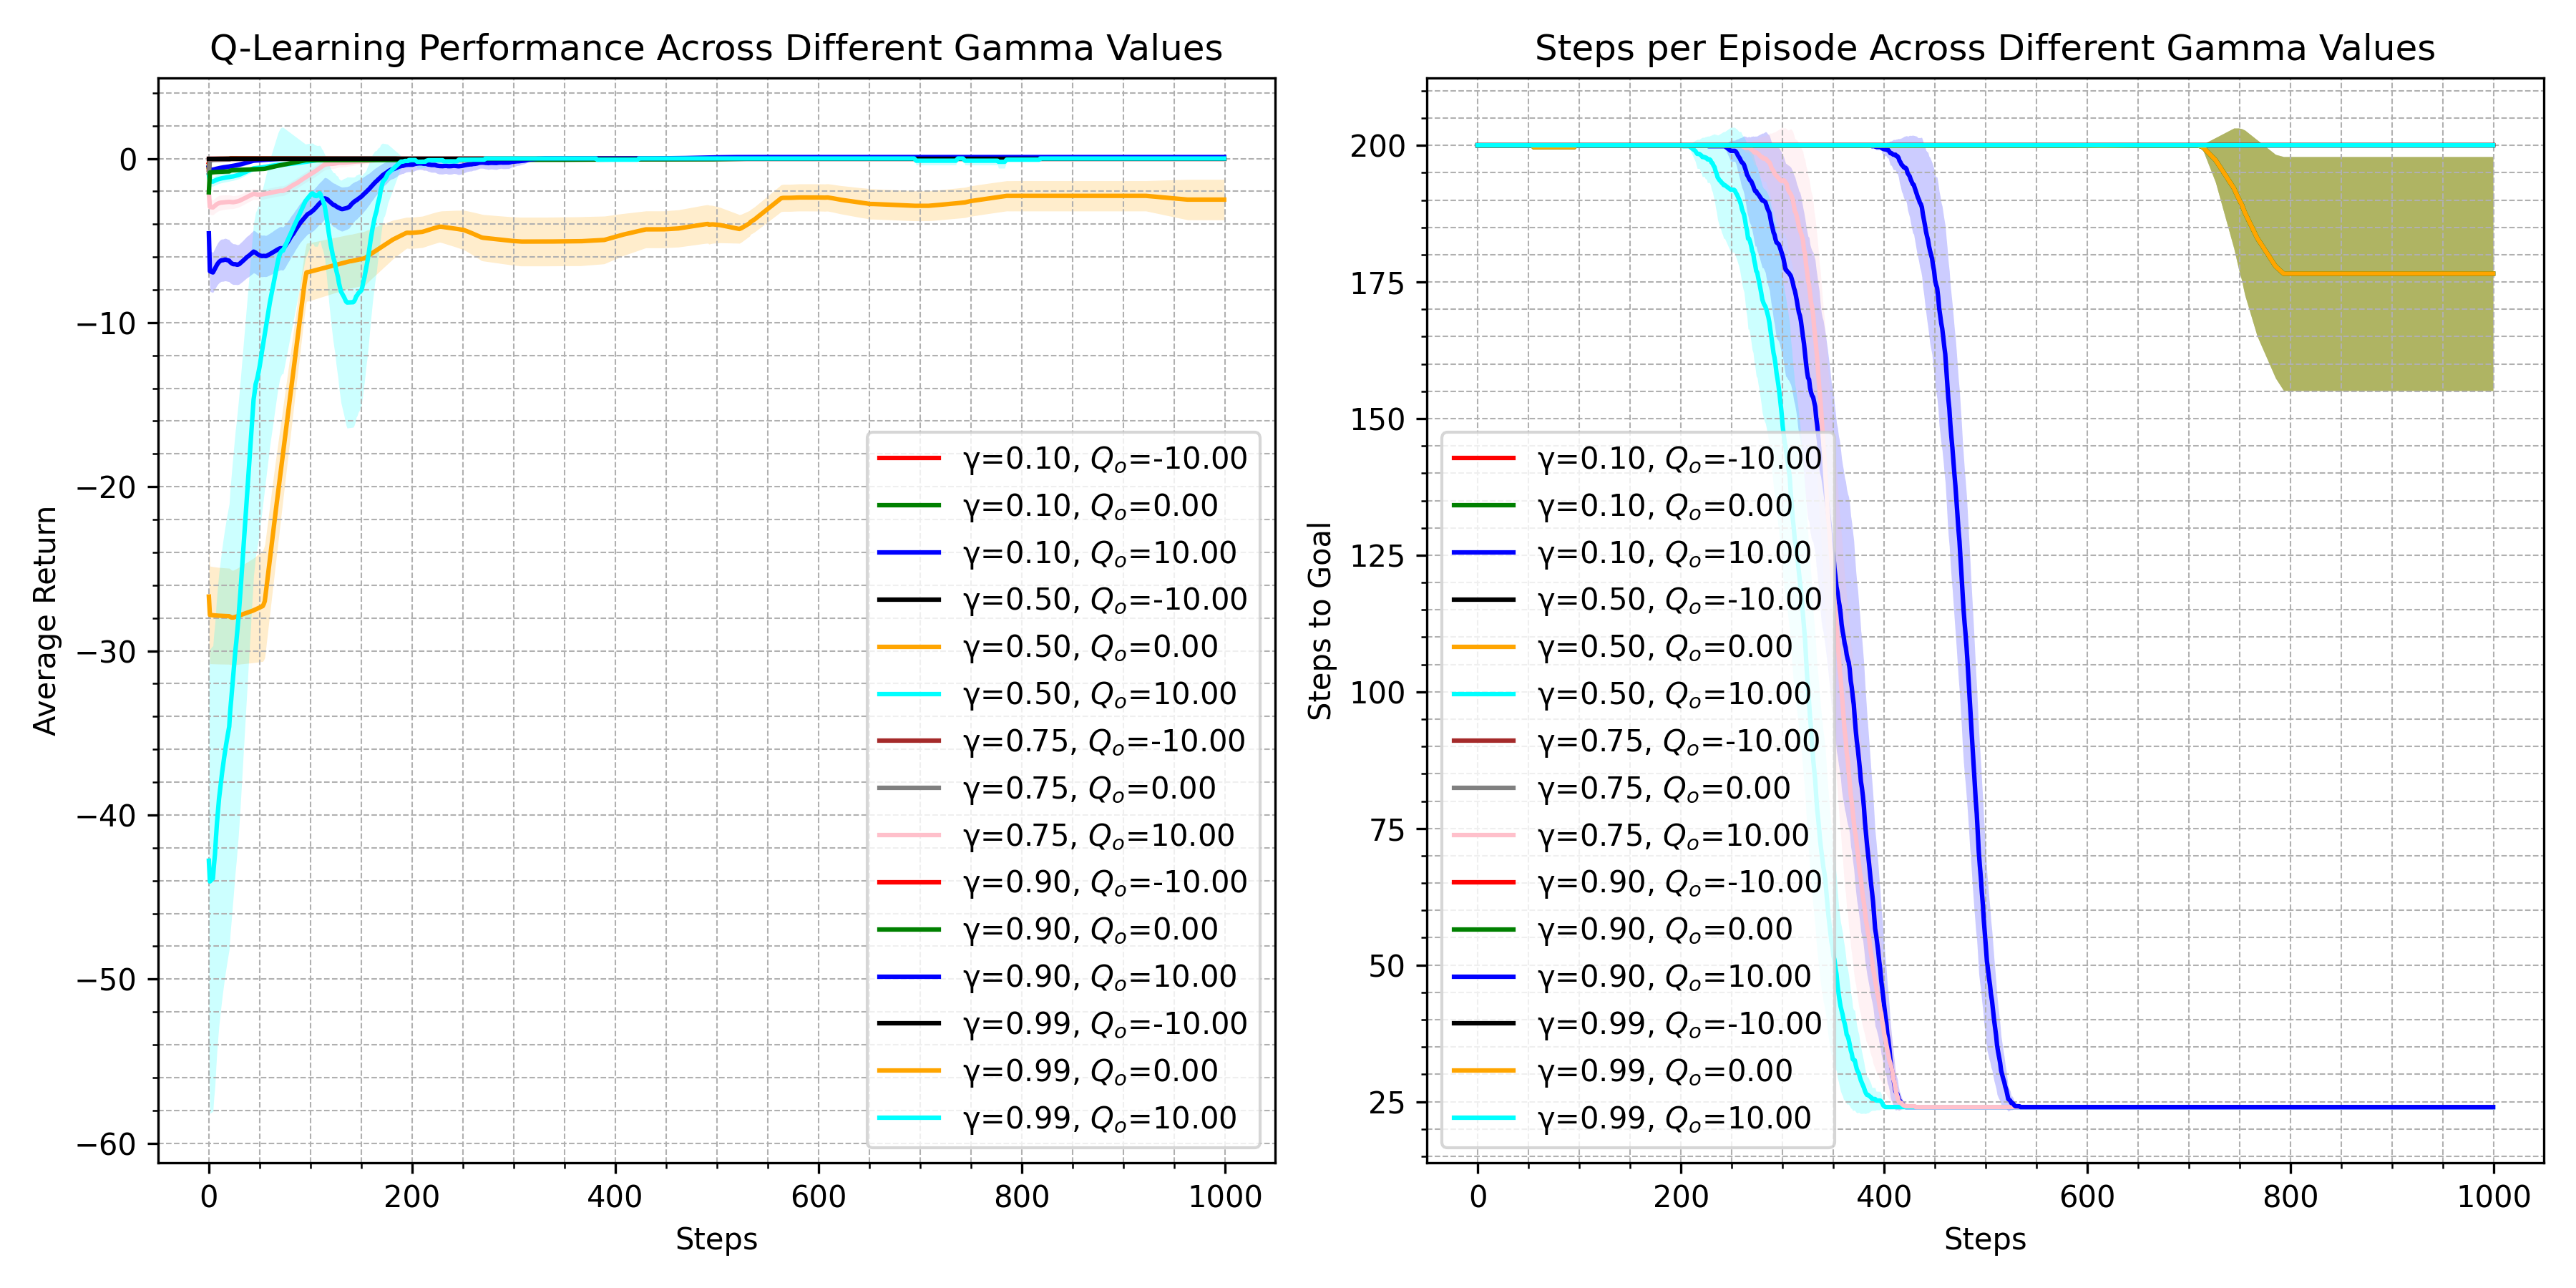 Q-Learning Performance Across Different Gamma Values
Average Return
0
−10
−20
−30
−40
−50
−60
0 200 400 600 800 1000
Steps
γ=0.10, Qₒ=-10.00
γ=0.10, Qₒ=0.00
γ=0.10, Qₒ=10.00
γ=0.50, Qₒ=-10.00
γ=0.50, Qₒ=0.00
γ=0.50, Qₒ=10.00
γ=0.75, Qₒ=-10.00
γ=0.75, Qₒ=0.00
γ=0.75, Qₒ=10.00
γ=0.90, Qₒ=-10.00
γ=0.90, Qₒ=0.00
γ=0.90, Qₒ=10.00
γ=0.99, Qₒ=-10.00
γ=0.99, Qₒ=0.00
γ=0.99, Qₒ=10.00
Steps per Episode Across Different Gamma Values
Steps to Goal
200
175
150
125
100
75
50
25
0 200 400 600 800 1000
Steps
γ=0.10, Qₒ=-10.00
γ=0.10, Qₒ=0.00
γ=0.10, Qₒ=10.00
γ=0.50, Qₒ=-10.00
γ=0.50, Qₒ=0.00
γ=0.50, Qₒ=10.00
γ=0.75, Qₒ=-10.00
γ=0.75, Qₒ=0.00
γ=0.75, Qₒ=10.00
γ=0.90, Qₒ=-10.00
γ=0.90, Qₒ=0.00
γ=0.90, Qₒ=10.00
γ=0.99, Qₒ=-10.00
γ=0.99, Qₒ=0.00
γ=0.99, Qₒ=10.00